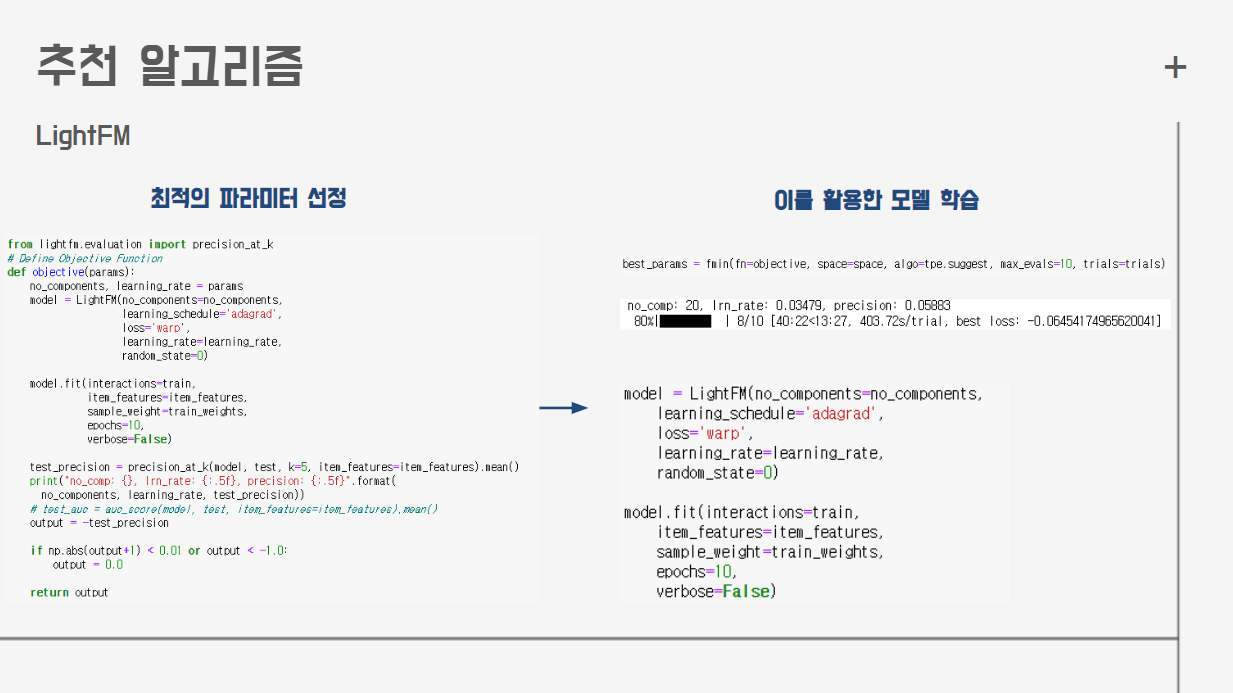 추천 알고리즘
+
LightFM
최적의 파라미터 선정
from lightfm.evaluation import precision_at_k
# Define Objective Function
def objective(params):
    no_components, learning_rate = params
    model = LightFM(no_components=no_components,
                    learning_schedule='adagrad',
                    loss='warp',
                    learning_rate=learning_rate,
                    random_state=0)
    model.fit(interactions=train,
              item_features=item_features,
              sample_weight=train_weights,
              epochs=10,
              verbose=False)
    test_precision = precision_at_k(model, test, k=5, item_features=item_features).mean()
    print("no_comp: {}, lrn_rate: {:.5f}, precision: {:.5f}".format(
      no_components, learning_rate, test_precision))
    # test_auc = auc_score(model, test, item_features=item_features).mean()
    output = -test_precision
    if np.abs(output+1) < 0.01 or output < -1.0:
        output = 0.0
    return output
이를 활용한 모델 학습
best_params = fmin(fn=objective, space=space, algo=tpe.suggest, max_evals=10, trials=trials)
no_comp: 20, lrn_rate: 0.03479, precision: 0.05883
80%|████████  | 8/10 [40:22<13:27, 403.72s/trial, best loss: -0.06454174965620041]
model = LightFM(no_components=no_components,
    learning_schedule='adagrad',
    loss='warp',
    learning_rate=learning_rate,
    random_state=0)
model.fit(interactions=train,
    item_features=item_features,
    sample_weight=train_weights,
    epochs=10,
    verbose=False)